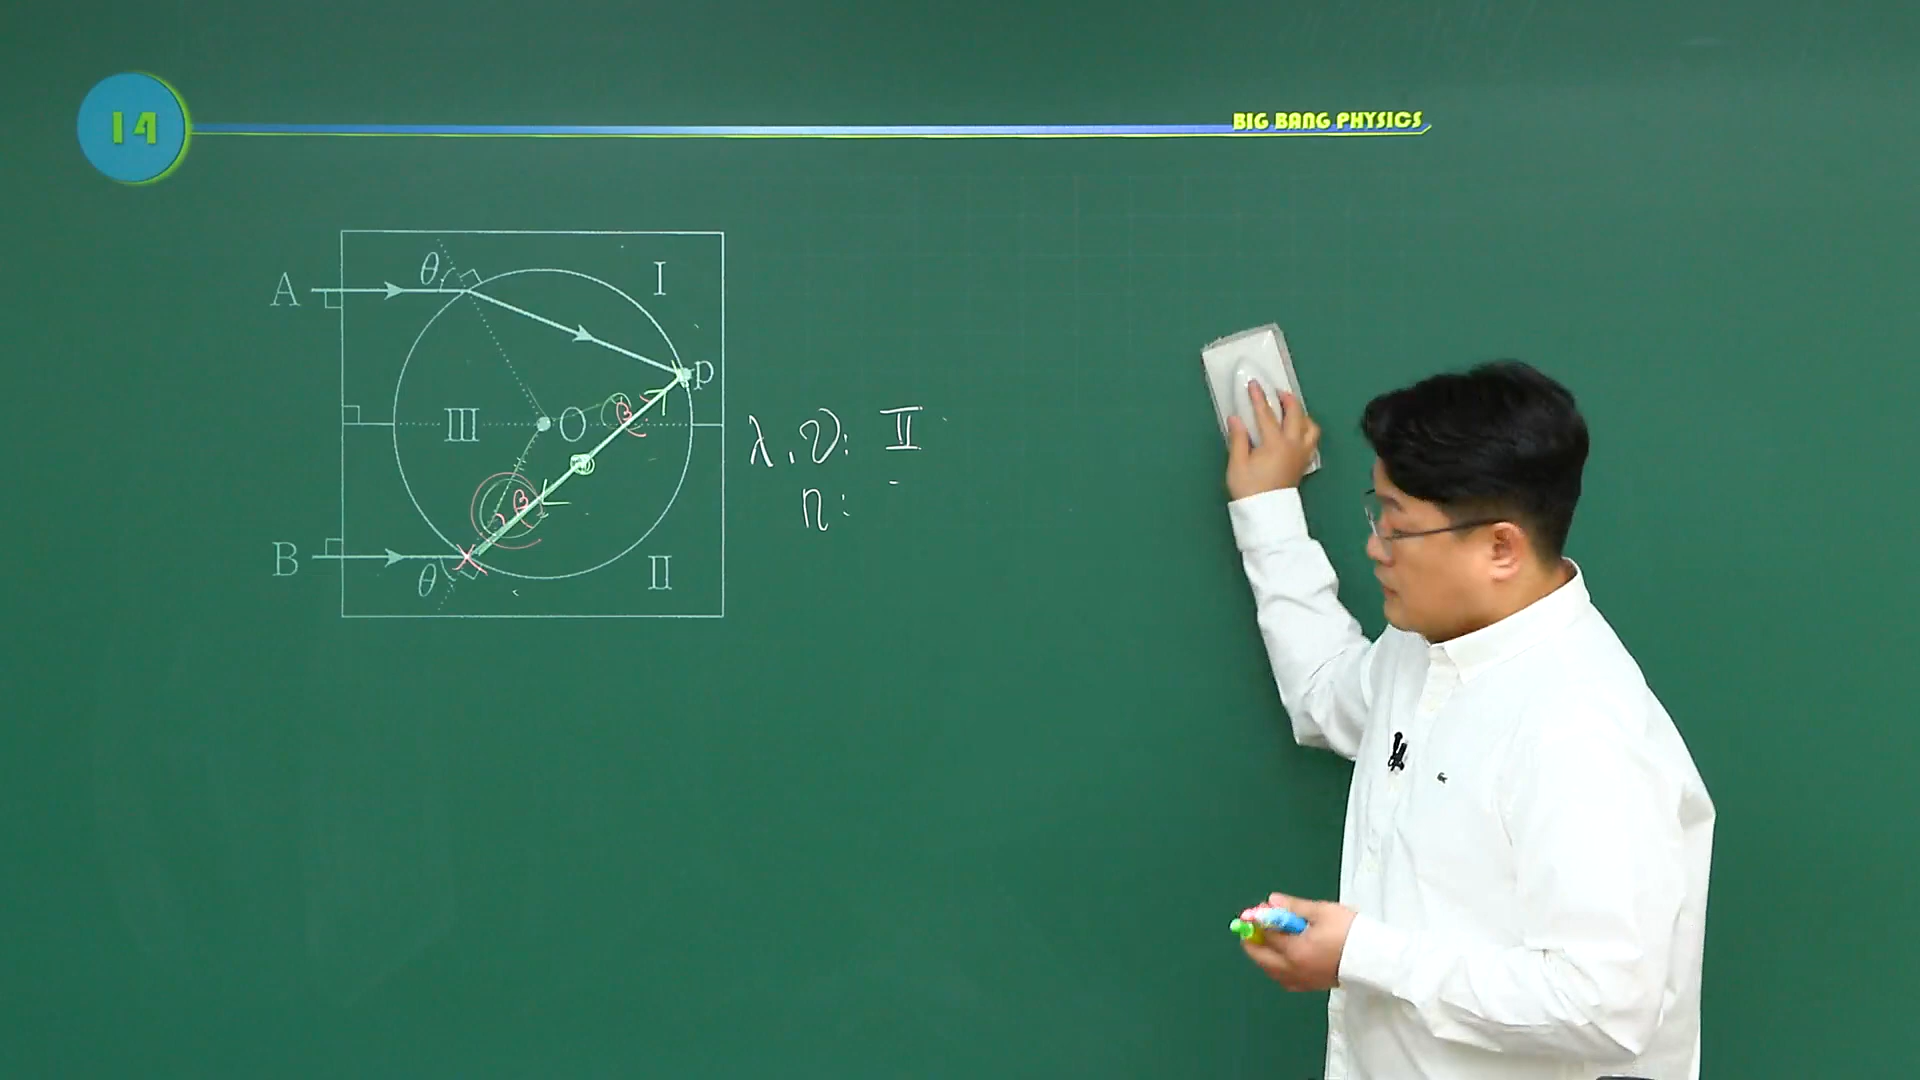 14
BIG BANG PHYSICS
A
θ
I
P
III
O
β
β
B
θ
II
λ, v: II
n: